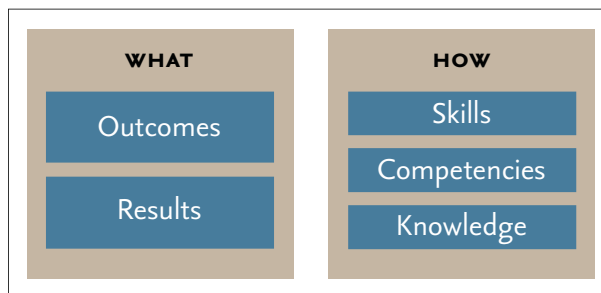 WHAT
Outcomes
Results
HOW
Skills
Competencies
Knowledge